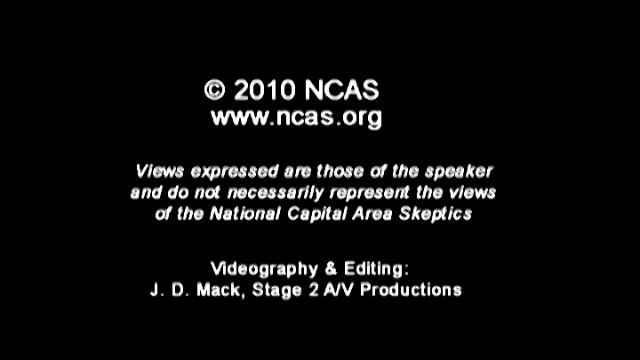 © 2010 NCAS
www.ncas.org
Views expressed are those of the speaker
and do not necessarily represent the views
of the National Capital Area Skeptics
Videography & Editing:
J. D. Mack, Stage 2 A/V Productions